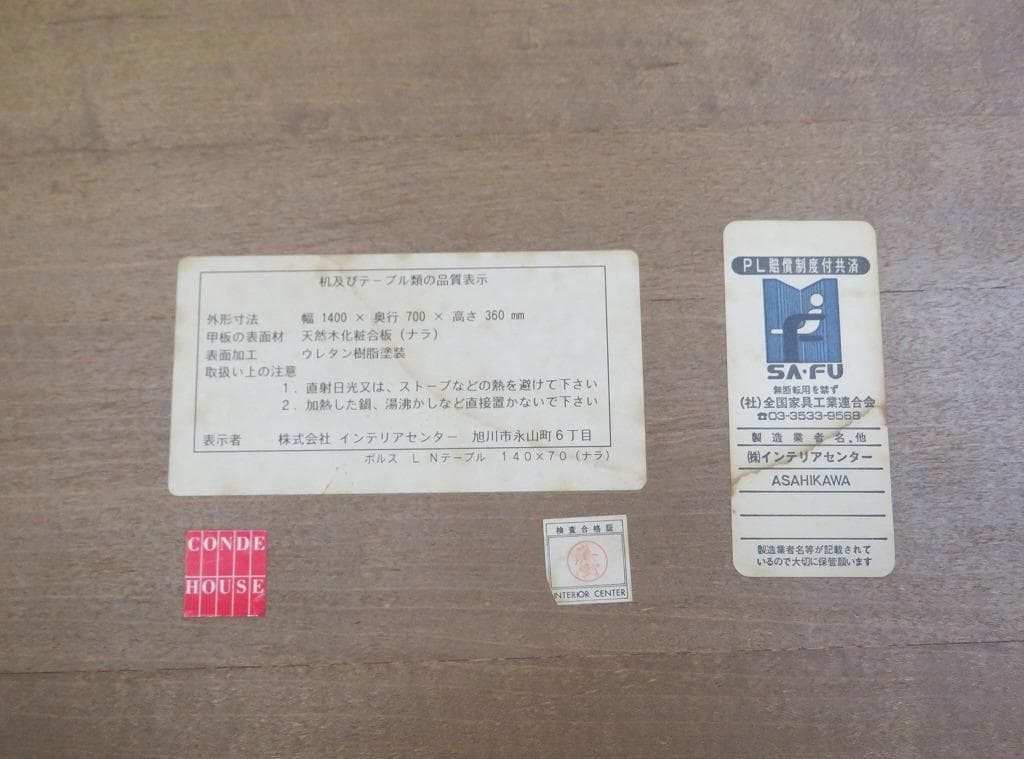 机及びテーブル類の品質表示
外形寸法 幅 1400 × 奥行 700 × 高さ 360 mm
甲板の表面材 天然木化粧合板（ナラ）
表面加工 ウレタン樹脂塗装
取扱い上の注意
1．直射日光又は、ストーブなどの熱を避けて下さい
2．加熱した鍋、湯沸かしなど直接置かないで下さい
表示者 株式会社 インテリアセンター 旭川市永山町6丁目
ボルス ＬＮテーブル 140×70（ナラ）
CONDE
HOUSE
検査合格証
INTERIOR CENTER
PL賠償制度付共済
SA・FU
無断転用を禁ず
(社)全国家具工業連合会
☎03-3533-9568
製造業者名.他
㈱インテリアセンター
ASAHIKAWA
製造業者名等が記載されて
いるので大切に保管願います